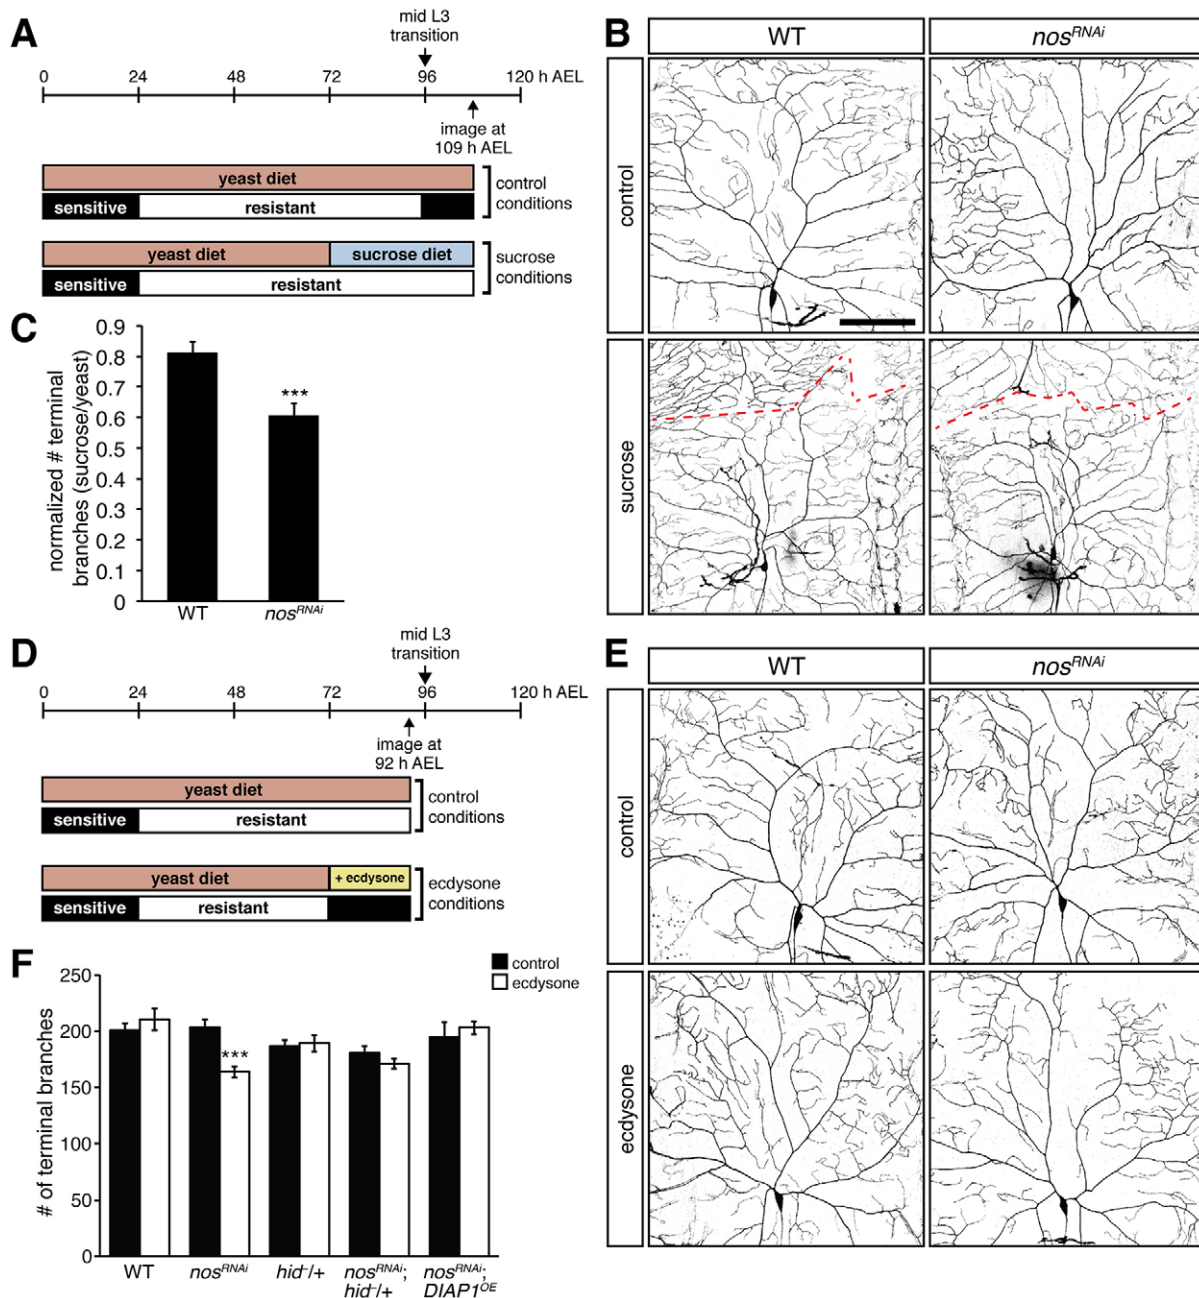 A
mid L3
transition
0 24 48 72 96 120 h AEL
image at
109 h AEL
yeast diet
sensitive resistant
control
conditions
yeast diet sucrose diet
sensitive resistant
sucrose
conditions
B
WT nosRNAi
control
sucrose
C
normalized # terminal
branches (sucrose/yeast)
0.9
0.8
0.7
0.6
0.5
0.4
0.3
0.2
0.1
0
***
WT nosRNAi
D
mid L3
transition
0 24 48 72 96 120 h AEL
image at
92 h AEL
yeast diet
sensitive resistant
control
conditions
yeast diet + ecdysone
sensitive resistant
ecdysone
conditions
E
WT nosRNAi
control
ecdysone
F
control
ecdysone
# of terminal branches
250
200
150
100
50
0
***
WT nosRNAi hid-/+ nosRNAi; nosRNAi;
hid-/+ DIAP1OE